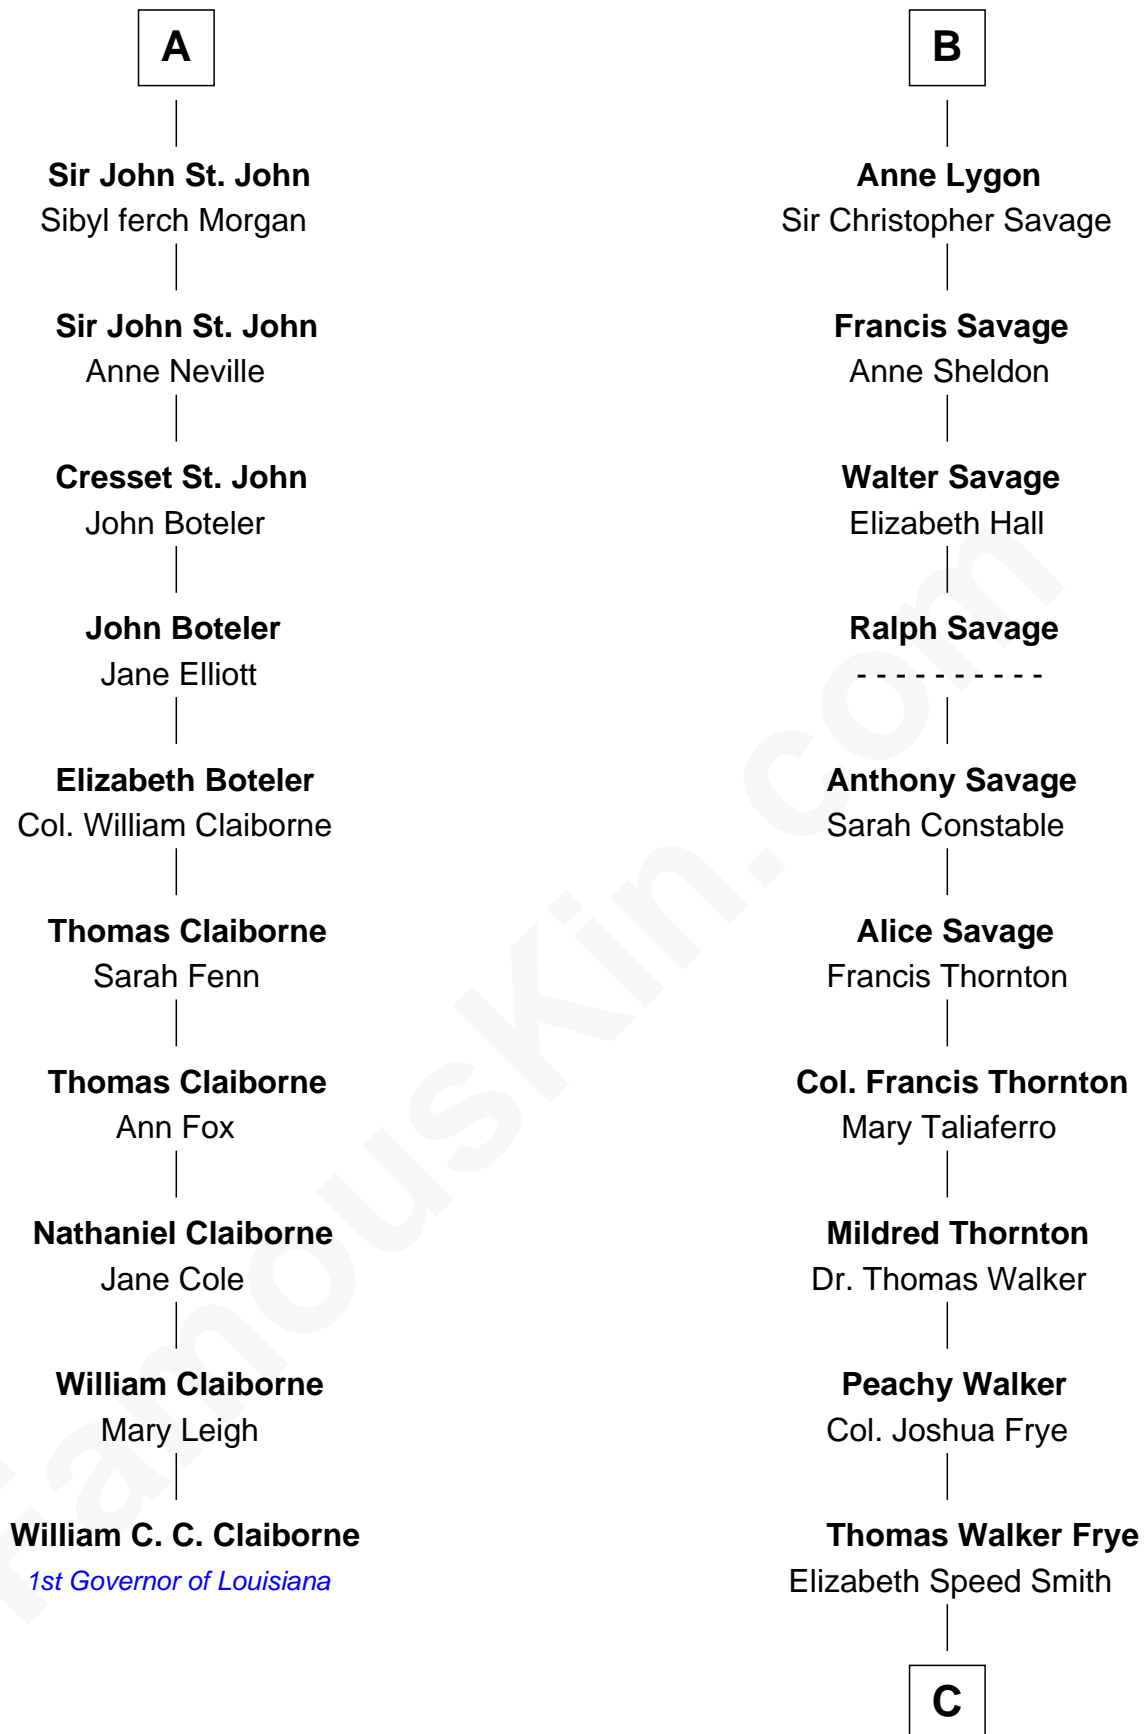 A
Sir John St. John
Sibyl ferch Morgan
Sir John St. John
Anne Neville
Cresset St. John
John Boteler
John Boteler
Jane Elliott
Elizabeth Boteler
Col. William Claiborne
Thomas Claiborne
Sarah Fenn
Thomas Claiborne
Ann Fox
Nathaniel Claiborne
Jane Cole
William Claiborne
Mary Leigh
William C. C. Claiborne
1st Governor of Louisiana
B
Anne Lygon
Sir Christopher Savage
Francis Savage
Anne Sheldon
Walter Savage
Elizabeth Hall
Ralph Savage
- - - - - - - - - -
Anthony Savage
Sarah Constable
Alice Savage
Francis Thornton
Col. Francis Thornton
Mary Taliaferro
Mildred Thornton
Dr. Thomas Walker
Peachy Walker
Col. Joshua Frye
Thomas Walker Frye
Elizabeth Speed Smith
C
FamousKin.com